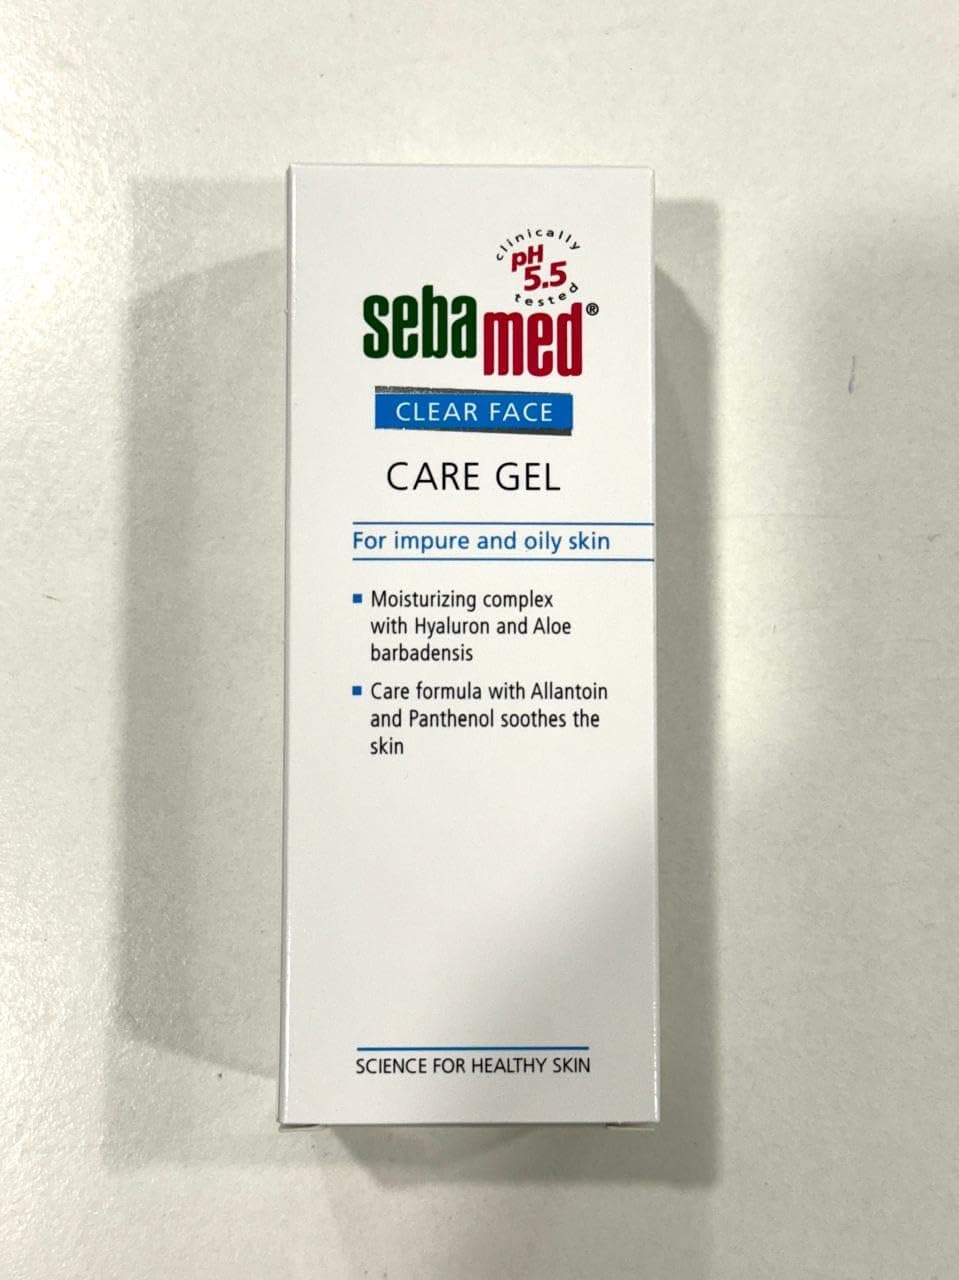 clinically
pH
5.5
tested
sebamed®
CLEAR FACE
CARE GEL
For impure and oily skin
Moisturizing complex
with Hyaluron and Aloe
barbadensis
Care formula with Allantoin
and Panthenol soothes the
skin
SCIENCE FOR HEALTHY SKIN